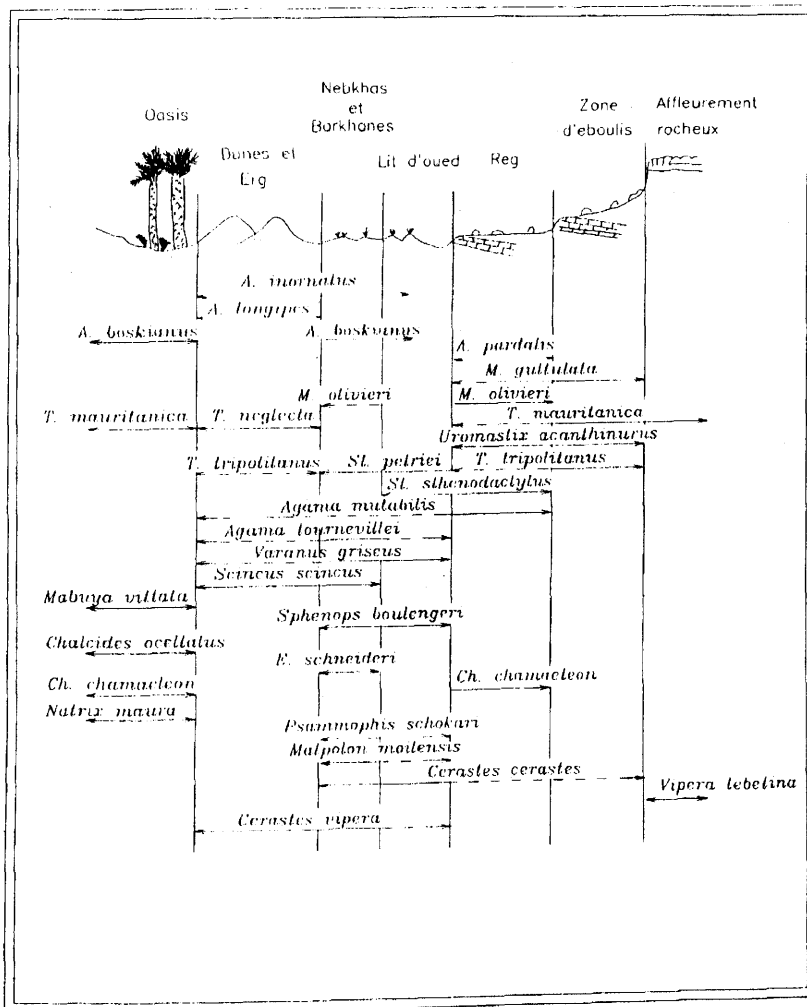 Nebkhas
et
Barkhanes
Oasis
Dunes et
Erg
Lit d'oued
Reg
Zone
d'eboulis
Affleurement
rocheux
A. inornatus
A. longipes
A. boskianus
A. boskianus
A. pardalis
M. guttulata
M. olivieri
M. olivieri
T. mauritanica
T. neglecta
T. mauritanica
Uromastix acanthinurus
T. tripolitanus
St. petriei
T. tripolitanus
St. sthenodactylus
Agama mutabilis
Agama tournevillei
Varanus griseus
Scincus scincus
Mabuya vittata
Sphenops boulengeri
Chalcides ocellatus
E. schneideri
Ch. chamaeleon
Ch. chamaeleon
Natrix maura
Psammophis schokari
Malpolon moilensis
Cerastes cerastes
Vipera lebetina
Cerastes vipera